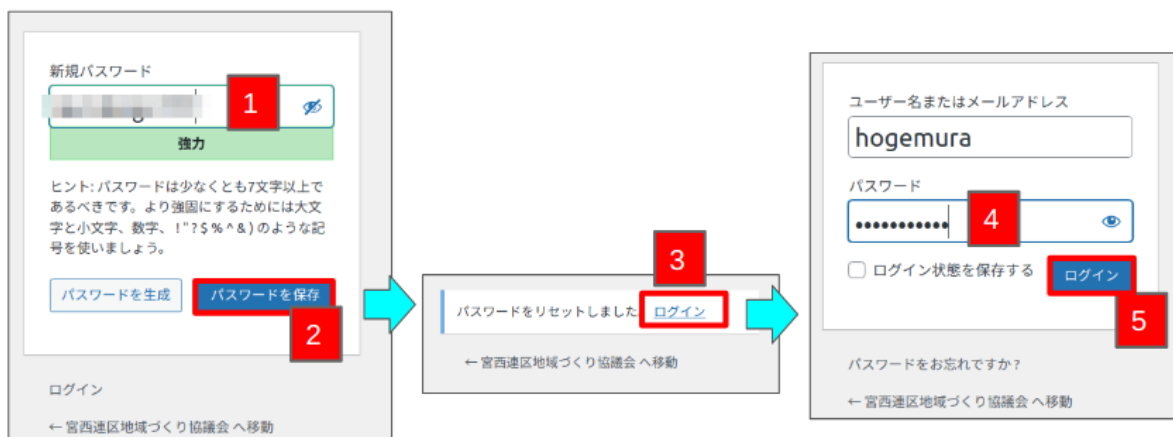 新規パスワード
1
強力
ヒント: パスワードは少なくとも7文字以上で
あるべきです。より強固にするためには大文
字と小文字、数字、! " ? $ % ^ & ) のような記
号を使いましょう。
パスワードを生成
パスワードを保存
2
ログイン
← 宮西連区地域づくり協議会 へ移動
3
パスワードをリセットしました
ログイン
← 宮西連区地域づくり協議会 へ移動
ユーザー名またはメールアドレス
hogemura
パスワード
4
ログイン状態を保存する
ログイン
5
パスワードをお忘れですか ?
← 宮西連区地域づくり協議会 へ移動